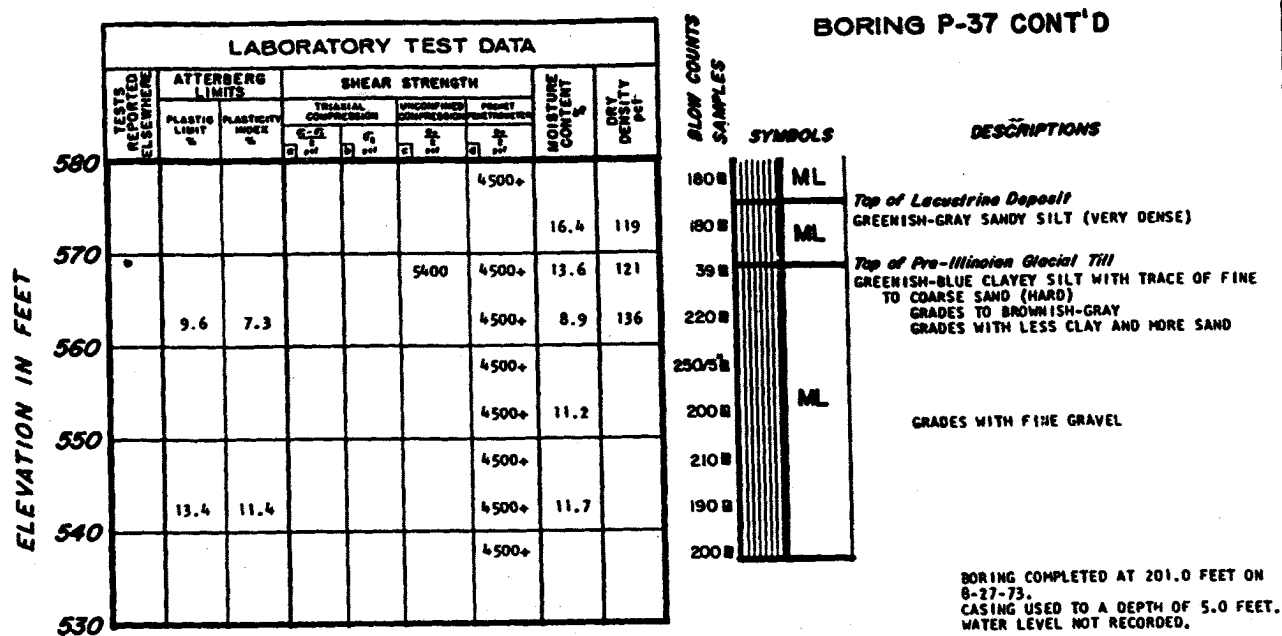 BORING P-37 CONT'D
LABORATORY TEST DATA
TESTS REPORTED ELSEWHERE
ATTERBERG LIMITS
PLASTIC LIMIT %
PLASTICITY INDEX %
SHEAR STRENGTH
TRIAXIAL COMPRESSION
UNCONFINED COMPRESSION
POCKET PENETROMETER
a
b
c
d
MOISTURE CONTENT %
DRY DENSITY pcf
BLOW COUNTS
SAMPLES
SYMBOLS
DESCRIPTIONS
ELEVATION IN FEET
580
4500+
180
ML
Top of Lacustrine Deposit
16.4 119
180
ML
GREENISH-GRAY SANDY SILT (VERY DENSE)
570
5400 4500+ 13.6 121
39
Top of Pre-Illinoian Glacial Till
GREENISH-BLUE CLAYEY SILT WITH TRACE OF FINE
TO COARSE SAND (HARD)
GRADES TO BROWNISH-GRAY
GRADES WITH LESS CLAY AND MORE SAND
9.6 7.3 4500+ 8.9 136
220
560
4500+
250/5"
ML
4500+ 11.2
200
GRADES WITH FINE GRAVEL
550
4500+
210
13.4 11.4 4500+ 11.7
190
540
4500+
200
530
BORING COMPLETED AT 201.0 FEET ON
8-27-73.
CASING USED TO A DEPTH OF 5.0 FEET.
WATER LEVEL NOT RECORDED.